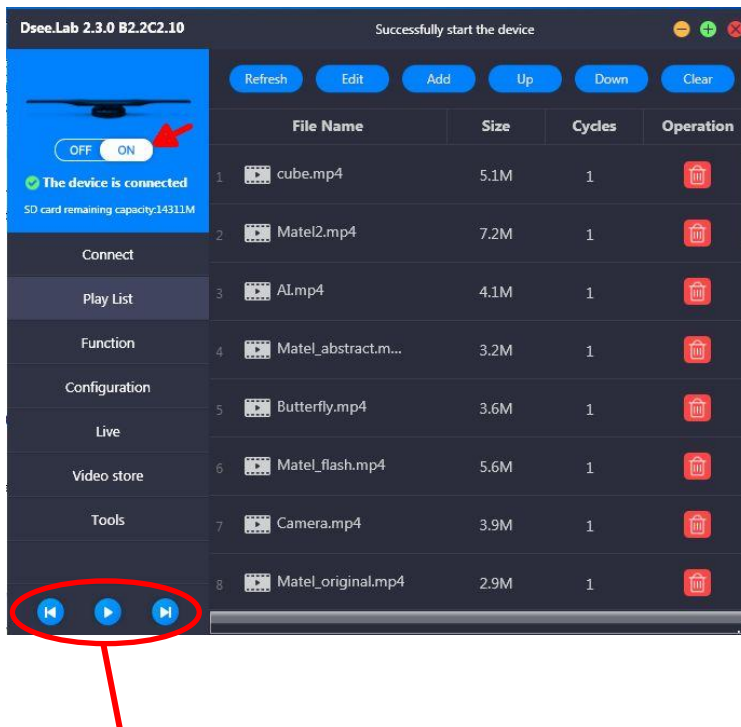 Dsee.Lab 2.3.0 B2.2C2.10
Successfully start the device
OFF ON
The device is connected
SD card remaining capacity:14311M
Connect
Play List
Function
Configuration
Live
Video store
Tools
Refresh Edit Add Up Down Clear
File Name Size Cycles Operation
1 cube.mp4 5.1M 1
2 Matel2.mp4 7.2M 1
3 AI.mp4 4.1M 1
4 Matel_abstract.m... 3.2M 1
5 Butterfly.mp4 3.6M 1
6 Matel_flash.mp4 5.6M 1
7 Camera.mp4 3.9M 1
8 Matel_original.mp4 2.9M 1